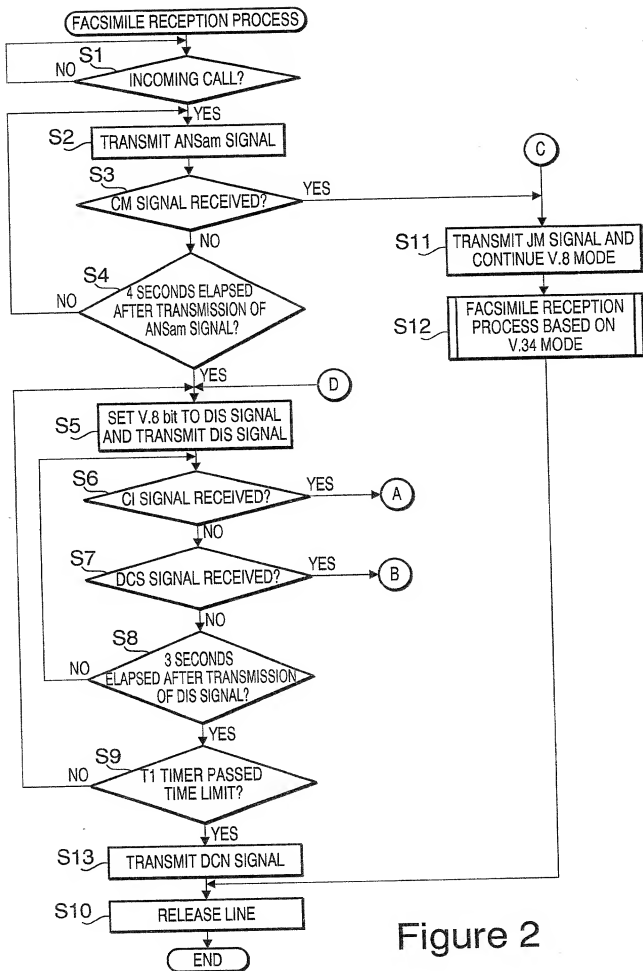 FACSIMILE RECEPTION PROCESS
S1
NO
INCOMING CALL?
YES
S2
TRANSMIT ANSam SIGNAL
C
S3
CM SIGNAL RECEIVED?
YES
NO
S11
TRANSMIT JM SIGNAL AND
CONTINUE V.8 MODE
S4
NO
4 SECONDS ELAPSED
AFTER TRANSMISSION OF
ANSam SIGNAL?
S12
FACSIMILE RECEPTION
PROCESS BASED ON
V.34 MODE
YES
D
S5
SET V.8 bit TO DIS SIGNAL
AND TRANSMIT DIS SIGNAL
S6
CI SIGNAL RECEIVED?
YES
A
NO
S7
DCS SIGNAL RECEIVED?
YES
B
NO
S8
NO
3 SECONDS
ELAPSED AFTER TRANSMISSION
OF DIS SIGNAL?
YES
S9
NO
T1 TIMER PASSED
TIME LIMIT?
YES
S13
TRANSMIT DCN SIGNAL
S10
RELEASE LINE
END
Figure 2